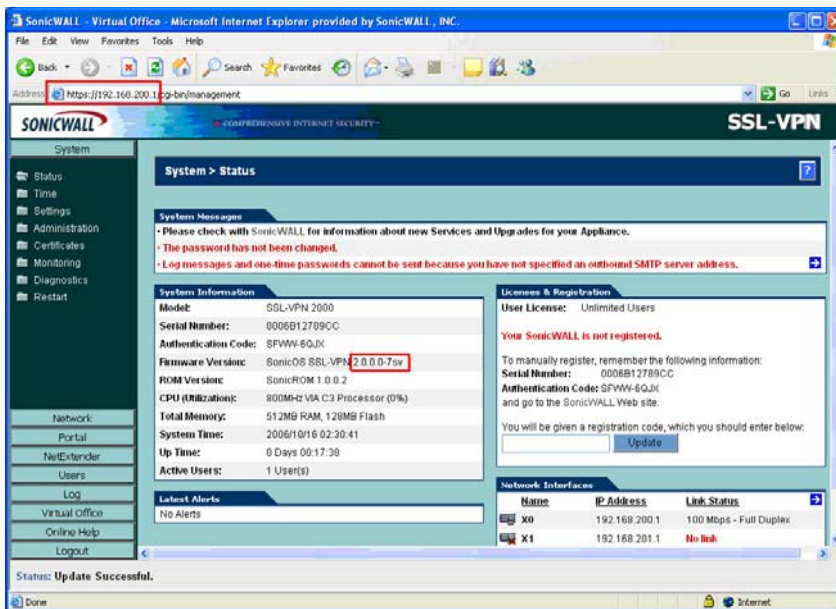 SonicWALL - Virtual Office - Microsoft Internet Explorer provided by SonicWALL, INC.
File Edit View Favorites Tools Help
Back Search Favorites
Address https://192.168.200.1/cgi-bin/management Go Links
SONICWALL COMPREHENSIVE INTERNET SECURITY SSL-VPN
System
Status
Time
Settings
Administration
Certificates
Monitoring
Diagnostics
Restart
Network
Portal
NetExtender
Users
Log
Virtual Office
Online Help
Logout
System > Status ?
System Messages
· Please check with SonicWALL for information about new Services and Upgrades for your Appliance.
· The password has not been changed.
· Log messages and one-time passwords cannot be sent because you have not specified an outbound SMTP server address.
System Information
Model: SSL-VPN 2000
Serial Number: 0006B12789CC
Authentication Code: SFWW-6QJX
Firmware Version: SonicOS SSL-VPN 2.0.0.0-7sv
ROM Version: SonicROM 1.0.0.2
CPU (Utilization): 800MHz VIA C3 Processor (0%)
Total Memory: 512MB RAM, 128MB Flash
System Time: 2006/10/16 02:30:41
Up Time: 0 Days 00:17:38
Active Users: 1 User(s)
Latest Alerts
No Alerts
Licenses & Registration
User License: Unlimited Users
Your SonicWALL is not registered.
To manually register, remember the following information:
Serial Number: 0006B12789CC
Authentication Code: SFWW-6QJX
and go to the SonicWALL Web site.
You will be given a registration code, which you should enter below:
Update
Network Interfaces
Name IP Address Link Status
X0 192.168.200.1 100 Mbps - Full Duplex
X1 192.168.201.1 No link
Status: Update Successful.
Done Internet